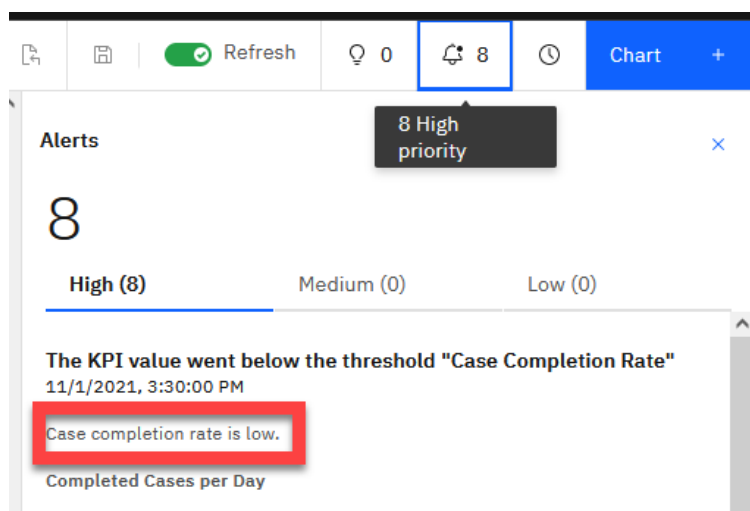 Refresh 0 8 Chart +
8 High
priority
Alerts
8
High (8) Medium (0) Low (0)
The KPI value went below the threshold "Case Completion Rate"
11/1/2021, 3:30:00 PM
Case completion rate is low.
Completed Cases per Day